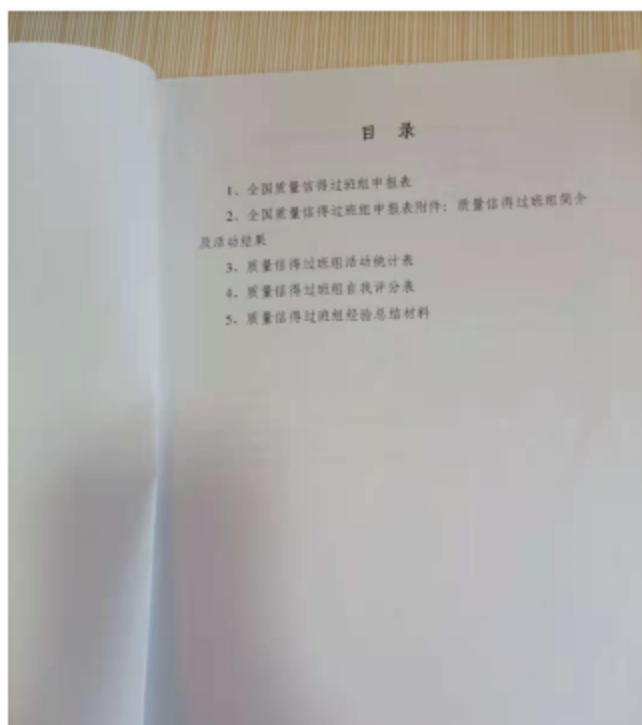 目 录
1、全国质量信得过班组申报表
2、全国质量信得过班组申报表附件：质量信得过班组简介
及活动结果
3、质量信得过班组活动统计表
4、质量信得过班组自我评分表
5、质量信得过班组经验总结材料